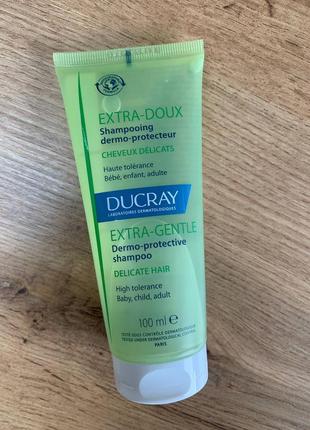 EXTRA-DOUX
Shampooing
dermo-protecteur
CHEVEUX DÉLICATS
Haute tolérance
Bébé, enfant, adulte
DUCRAY
LABORATOIRES DERMATOLOGIQUES
EXTRA-GENTLE
Dermo-protective
shampoo
DELICATE HAIR
High tolerance
Baby, child, adult
100 ml e
TESTÉ SOUS CONTRÔLE DERMATOLOGIQUE
TESTED UNDER DERMATOLOGICAL CONTROL
PARIS